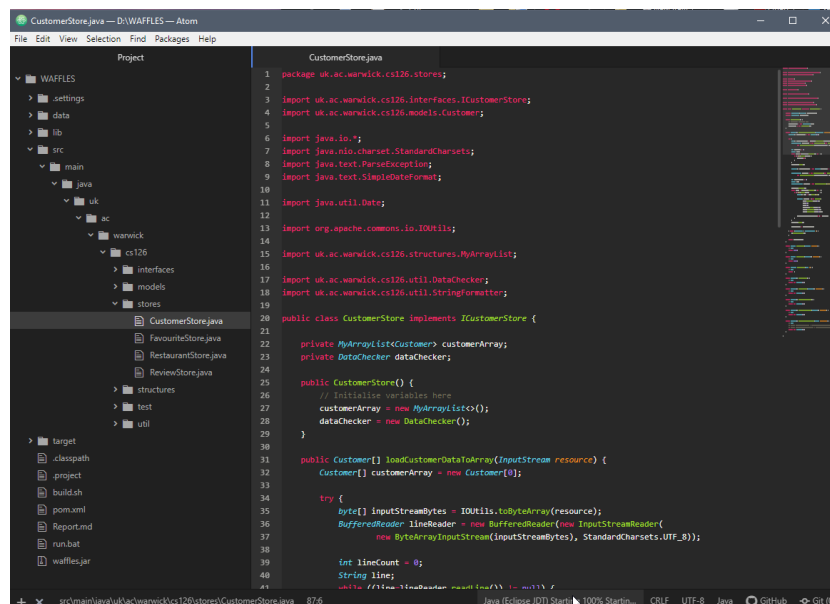 CustomerStore.java — D:\WAFFLES — Atom
File Edit View Selection Find Packages Help
Project
WAFFLES
.settings
data
lib
src
main
java
uk
ac
warwick
cs126
interfaces
models
stores
CustomerStore.java
FavouriteStore.java
RestaurantStore.java
ReviewStore.java
structures
test
util
target
.classpath
.project
build.sh
pom.xml
Report.md
run.bat
waffles.jar
CustomerStore.java
1 package uk.ac.warwick.cs126.stores;
2
3 import uk.ac.warwick.cs126.interfaces.ICustomerStore;
4 import uk.ac.warwick.cs126.models.Customer;
5
6 import java.io.*;
7 import java.nio.charset.StandardCharsets;
8 import java.text.ParseException;
9 import java.text.SimpleDateFormat;
10
11 import java.util.Date;
12
13 import org.apache.commons.io.IOUtils;
14
15 import uk.ac.warwick.cs126.structures.MyArrayList;
16
17 import uk.ac.warwick.cs126.util.DataChecker;
18 import uk.ac.warwick.cs126.util.StringFormatter;
19
20 public class CustomerStore implements ICustomerStore {
21
22 private MyArrayList<Customer> customerArray;
23 private DataChecker dataChecker;
24
25 public CustomerStore() {
26 // Initialise variables here
27 customerArray = new MyArrayList<>();
28 dataChecker = new DataChecker();
29 }
30
31 public Customer[] loadCustomerDataToArray(InputStream resource) {
32 Customer[] customerArray = new Customer[0];
33
34 try {
35 byte[] inputStreamBytes = IOUtils.toByteArray(resource);
36 BufferedReader lineReader = new BufferedReader(new InputStreamReader(
37 new ByteArrayInputStream(inputStreamBytes), StandardCharsets.UTF_8));
38
39 int lineCount = 0;
40 String line;
41 while ((line=lineReader.readLine()) != null) {
src\main\java\uk\ac\warwick\cs126\stores\CustomerStore.java 87:6 Java (Eclipse JDT) Startin 100% Startin... CRLF UTF-8 Java GitHub Git